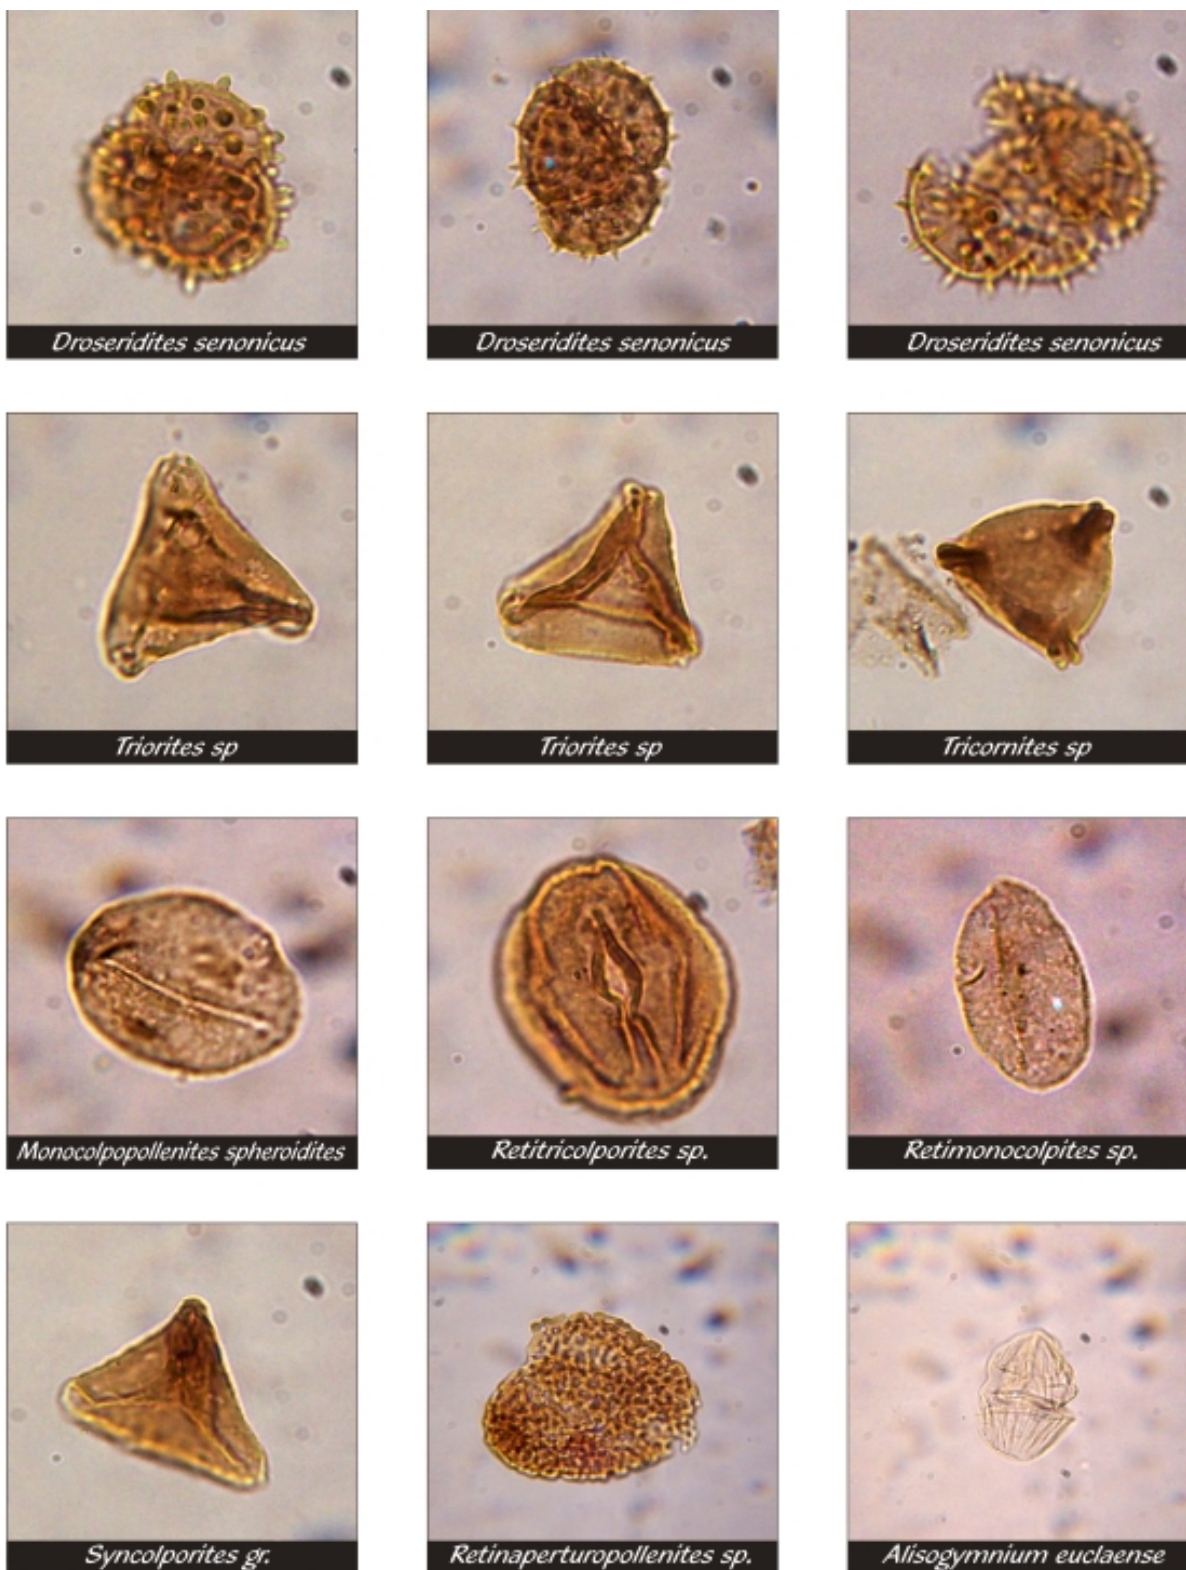 Droseridites senonicus
Droseridites senonicus
Droseridites senonicus
Triorites sp
Triorites sp
Tricornites sp
Monocolpopollenites spheroidites
Retitricolporites sp.
Retimonocolpites sp.
Syncolporites gr.
Retinaperturopollenites sp.
Alisogymnium euclaense